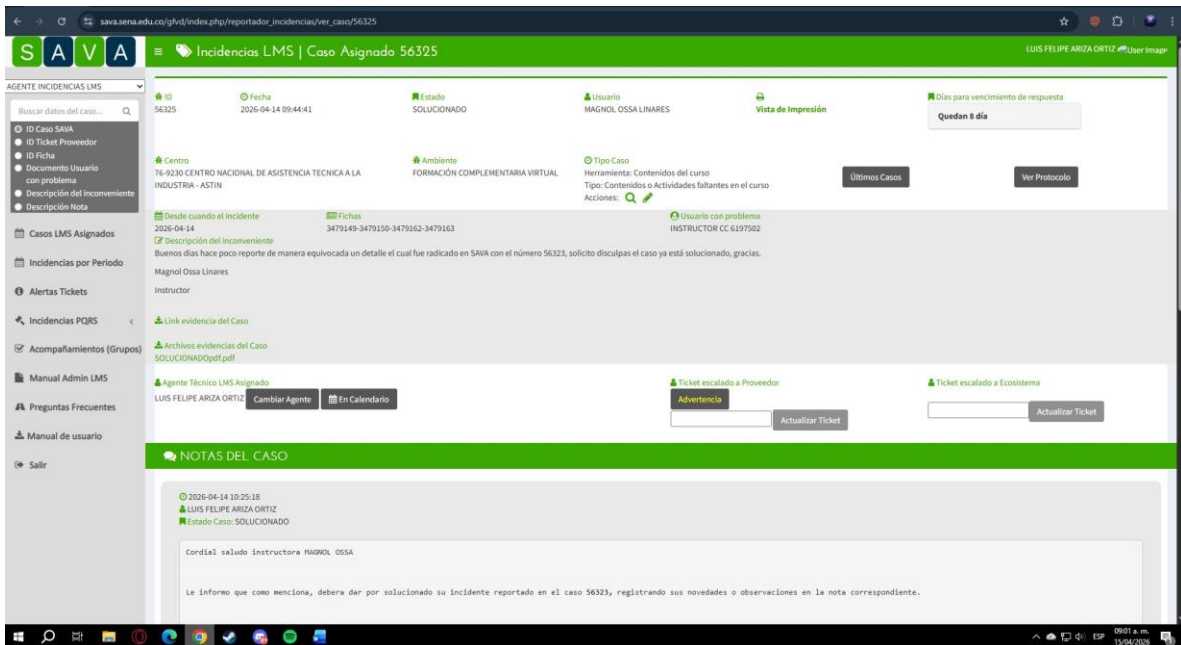 sava.sena.edu.co/gfvd/index.php/reportador_incidencias/ver_caso/56325
SAVA
Incidencias LMS | Caso Asignado 56325
LUIS FELIPE ARIZA ORTIZ User Image
AGENTE INCIDENCIAS LMS
Buscar datos del caso...
ID Caso SAVA
ID Ticket Proveedor
ID Ficha
Documento Usuario
con problema
Descripción del inconveniente
Descripción Nota
Casos LMS Asignados
Incidencias por Periodo
Alertas Tickets
Incidencias PQRS
Acompañamientos (Grupos)
Manual Admin LMS
Preguntas Frecuentes
Manual de usuario
Salir
ID
56325
Fecha
2026-04-14 09:44:41
Estado
SOLUCIONADO
Usuario
MAGNOL OSSA LINARES
Vista de Impresión
Días para vencimiento de respuesta
Quedan 8 día
Centro
76-9230 CENTRO NACIONAL DE ASISTENCIA TECNICA A LA
INDUSTRIA - ASTIN
Ambiente
FORMACIÓN COMPLEMENTARIA VIRTUAL
Tipo Caso
Herramienta: Contenidos del curso
Tipo: Contenidos o Actividades faltantes en el curso
Acciones:
Últimos Casos
Ver Protocolo
Desde cuando el incidente
2026-04-14
Fichas
3479149-3479150-3479162-3479163
Usuario con problema
INSTRUCTOR CC 6197502
Descripción del inconveniente
Buenos días hace poco reporte de manera equivocada un detalle el cual fue radicado en SAVA con el número 56323, solicito disculpas el caso ya está solucionado, gracias.
Magnol Ossa Linares
Instructor
Link evidencia del Caso
Archivos evidencias del Caso
SOLUCIONADOpdf.pdf
Agente Técnico LMS Asignado
LUIS FELIPE ARIZA ORTIZ
Cambiar Agente
En Calendario
Ticket escalado a Proveedor
Advertencia
Actualizar Ticket
Ticket escalado a Ecosistema
Actualizar Ticket
NOTAS DEL CASO
2026-04-14 10:25:18
LUIS FELIPE ARIZA ORTIZ
Estado Caso: SOLUCIONADO
Cordial saludo instructora MAGNOL OSSA
Le informo que como menciona, debera dar por solucionado su incidente reportado en el caso 56323, registrando sus novedades o observaciones en la nota correspondiente.
ESP
09:01 a. m.
15/04/2026